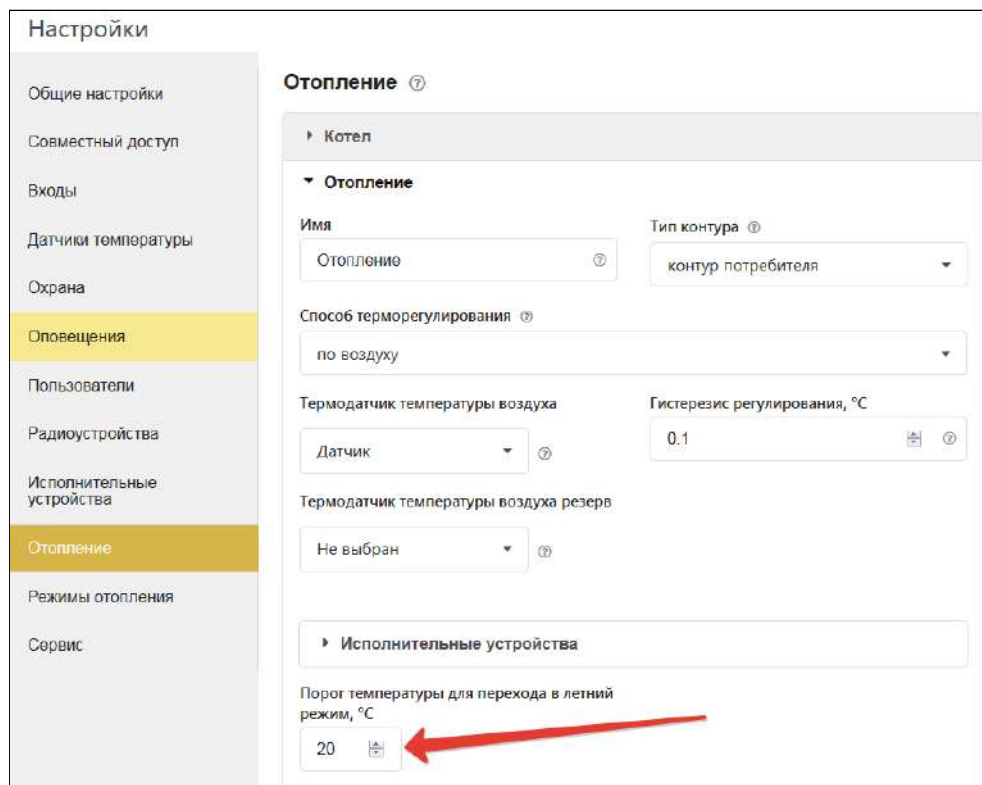 Настройки
Общие настройки
Совместный доступ
Входы
Датчики температуры
Охрана
Оповещения
Пользователи
Радиоустройства
Исполнительные
устройства
Отопление
Режимы отопления
Сервис
Отопление
Котел
Отопление
Имя
Отопление
Тип контура
контур потребителя
Способ терморегулирования
по воздуху
Термодатчик температуры воздуха
Датчик
Гистерезис регулирования, °C
0.1
Термодатчик температуры воздуха резерв
Не выбран
Исполнительные устройства
Порог температуры для перехода в летний
режим, °C
20